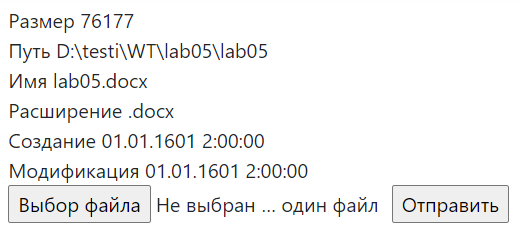 Размер 76177
Путь D:\testi\WT\lab05\lab05
Имя lab05.docx
Расширение .docx
Создание 01.01.1601 2:00:00
Модификация 01.01.1601 2:00:00
Выбор файла Не выбран ... один файл Отправить